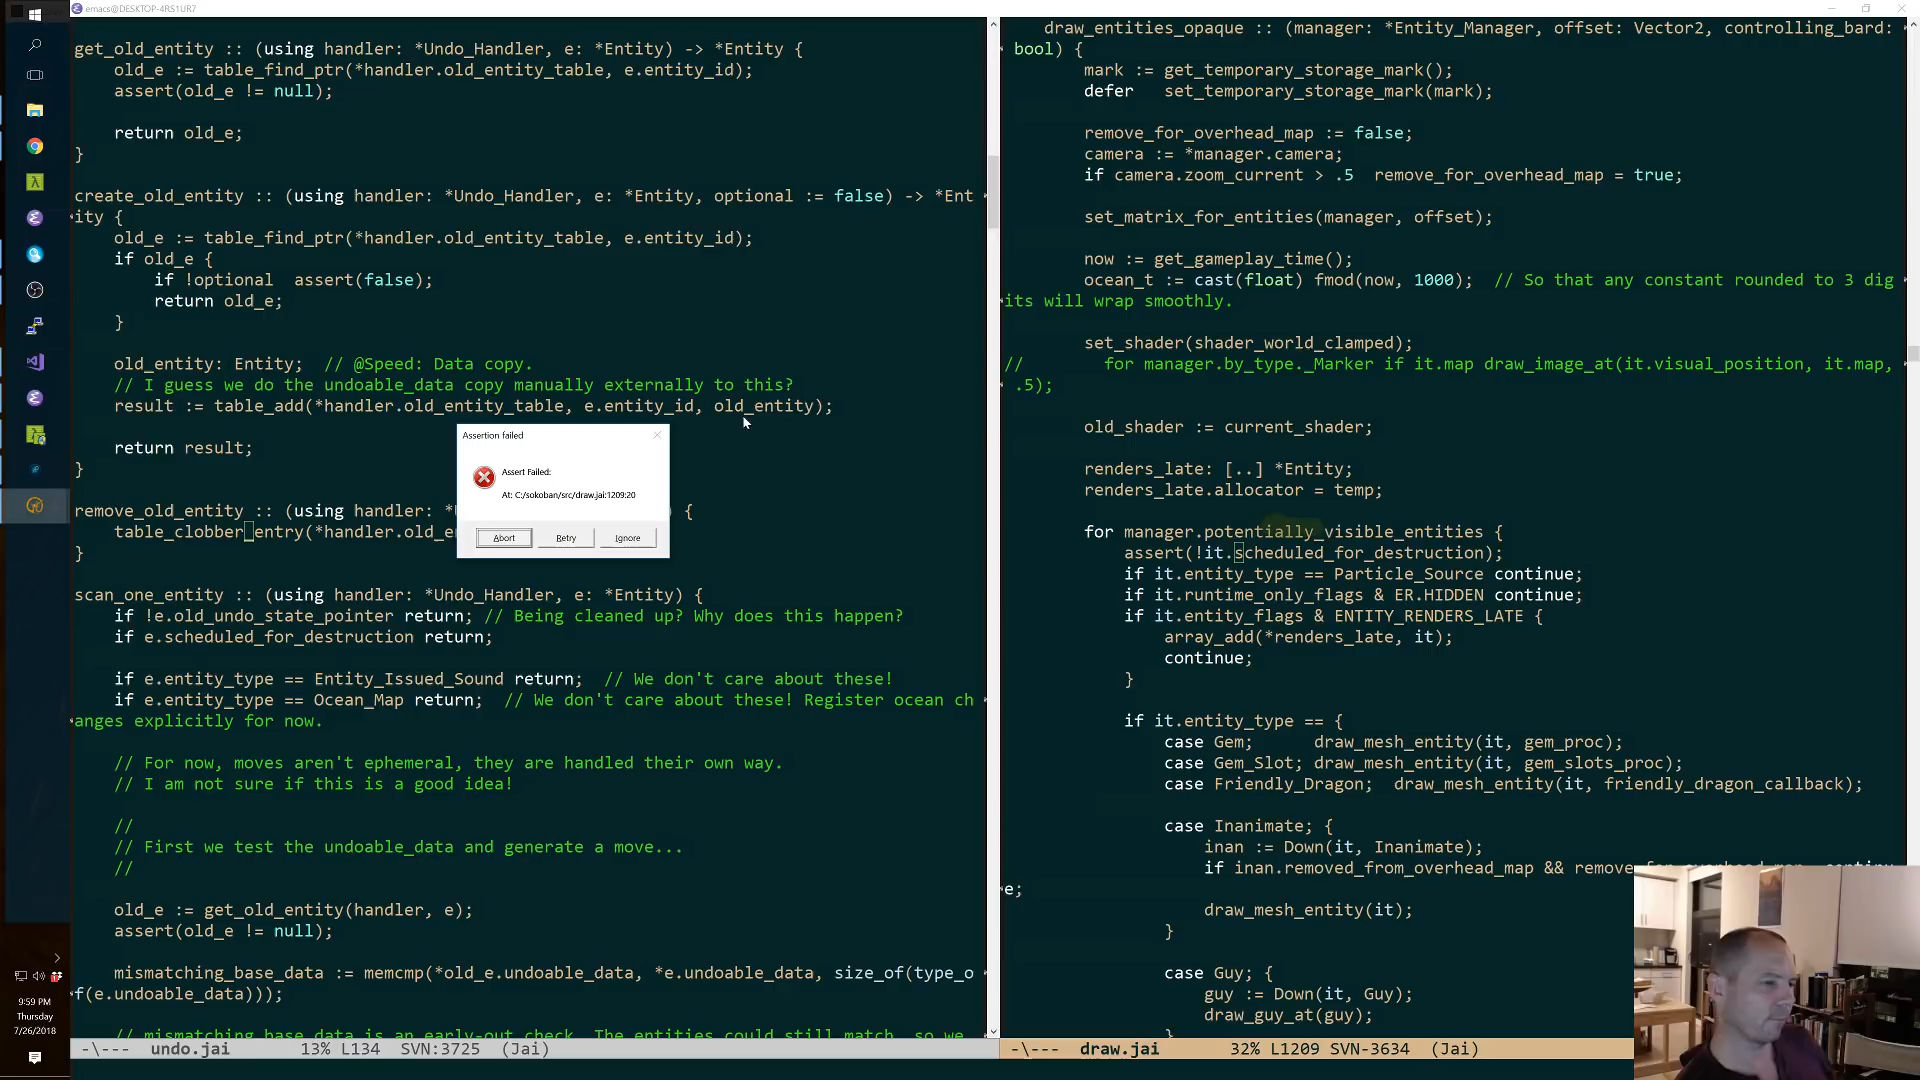 emacs@DESKTOP-4RS1UR7
get_old_entity :: (using handler: *Undo_Handler, e: *Entity) -> *Entity {
old_e := table_find_ptr(*handler.old_entity_table, e.entity_id);
assert(old_e != null);
return old_e;
}
create_old_entity :: (using handler: *Undo_Handler, e: *Entity, optional := false) -> *Ent
ity {
old_e := table_find_ptr(*handler.old_entity_table, e.entity_id);
if old_e {
if !optional  assert(false);
return old_e;
}
old_entity: Entity;  // @Speed: Data copy.
// I guess we do the undoable_data copy manually externally to this?
result := table_add(*handler.old_entity_table, e.entity_id, old_entity);
return result;
}
remove_old_entity :: (using handler: *
{
table_clobber_entry(*handler.old_e
}
scan_one_entity :: (using handler: *Undo_Handler, e: *Entity) {
if !e.old_undo_state_pointer return; // Being cleaned up? Why does this happen?
if e.scheduled_for_destruction return;
if e.entity_type == Entity_Issued_Sound return;  // We don't care about these!
if e.entity_type == Ocean_Map return;  // We don't care about these! Register ocean ch
anges explicitly for now.
// For now, moves aren't ephemeral, they are handled their own way.
// I am not sure if this is a good idea!
//
// First we test the undoable_data and generate a move...
//
old_e := get_old_entity(handler, e);
assert(old_e != null);
mismatching_base_data := memcmp(*old_e.undoable_data, *e.undoable_data, size_of(type_o
f(e.undoable_data)));
// mismatching_base_data is an early-out check. The entities could still match, so we
-\---  undo.jai       13% L134  SVN:3725  (Jai)
Assertion failed
Assert Failed:
At: C:/sokoban/src/draw.jai:1209:20
Abort
Retry
Ignore
draw_entities_opaque :: (manager: *Entity_Manager, offset: Vector2, controlling_bard:
bool) {
mark := get_temporary_storage_mark();
defer   set_temporary_storage_mark(mark);
remove_for_overhead_map := false;
camera := *manager.camera;
if camera.zoom_current > .5  remove_for_overhead_map = true;
set_matrix_for_entities(manager, offset);
now := get_gameplay_time();
ocean_t := cast(float) fmod(now, 1000);  // So that any constant rounded to 3 dig
its will wrap smoothly.
set_shader(shader_world_clamped);
//      for manager.by_type._Marker if it.map draw_image_at(it.visual_position, it.map,
.5);
old_shader := current_shader;
renders_late: [..] *Entity;
renders_late.allocator = temp;
for manager.potentially_visible_entities {
assert(!it.scheduled_for_destruction);
if it.entity_type == Particle_Source continue;
if it.runtime_only_flags & ER.HIDDEN continue;
if it.entity_flags & ENTITY_RENDERS_LATE {
array_add(*renders_late, it);
continue;
}
if it.entity_type == {
case Gem;      draw_mesh_entity(it, gem_proc);
case Gem_Slot; draw_mesh_entity(it, gem_slots_proc);
case Friendly_Dragon;  draw_mesh_entity(it, friendly_dragon_callback);
case Inanimate; {
inan := Down(it, Inanimate);
if inan.removed_from_overhead_map && remove_for_overhead_map  continu
e;
draw_mesh_entity(it);
}
case Guy; {
guy := Down(it, Guy);
draw_guy_at(guy);
}
-\---  draw.jai       32% L1209 SVN-3634  (Jai)
9:59 PM
Thursday
7/26/2018